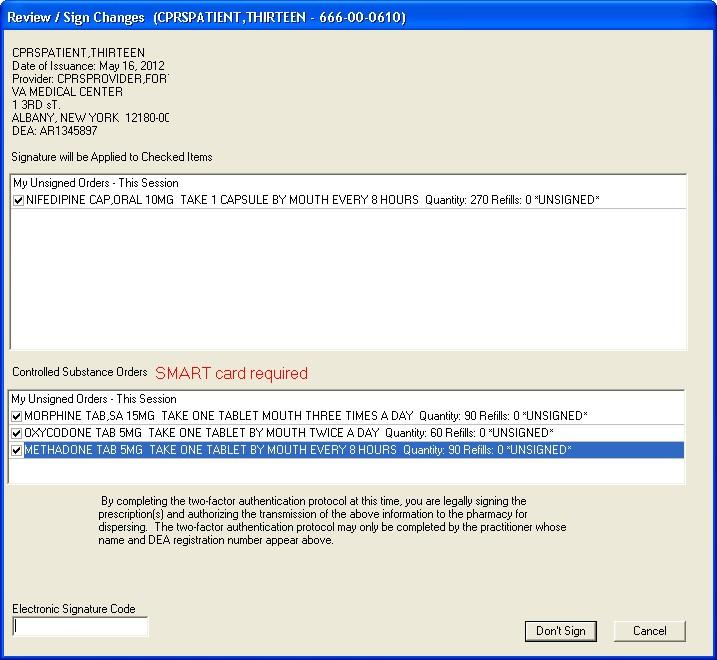 Review / Sign Changes (CPRSPATIENT,THIRTEEN - 666-00-0610)
CPRSPATIENT,THIRTEEN
Date of Issuance: May 16, 2012
Provider: CPRSPROVIDER,FOR
VA MEDICAL CENTER
1 3RD sT.
ALBANY, NEW YORK 12180-00
DEA: AR1345897
Signature will be Applied to Checked Items
My Unsigned Orders - This Session
NIFEDIPINE CAP,ORAL 10MG TAKE 1 CAPSULE BY MOUTH EVERY 8 HOURS Quantity: 270 Refills: 0 *UNSIGNED*
Controlled Substance Orders SMART card required
My Unsigned Orders - This Session
MORPHINE TAB,SA 15MG TAKE ONE TABLET MOUTH THREE TIMES A DAY Quantity: 90 Refills: 0 *UNSIGNED*
OXYCODONE TAB 5MG TAKE ONE TABLET BY MOUTH TWICE A DAY Quantity: 60 Refills: 0 *UNSIGNED*
METHADONE TAB 5MG TAKE ONE TABLET BY MOUTH EVERY 8 HOURS Quantity: 90 Refills: 0 *UNSIGNED*
By completing the two-factor authentication protocol at this time, you are legally signing the
prescription(s) and authorizing the transmission of the above information to the pharmacy for
dispersing. The two-factor authentication protocol may only be completed by the practitioner whose
name and DEA registration number appear above.
Electronic Signature Code
Don't Sign Cancel